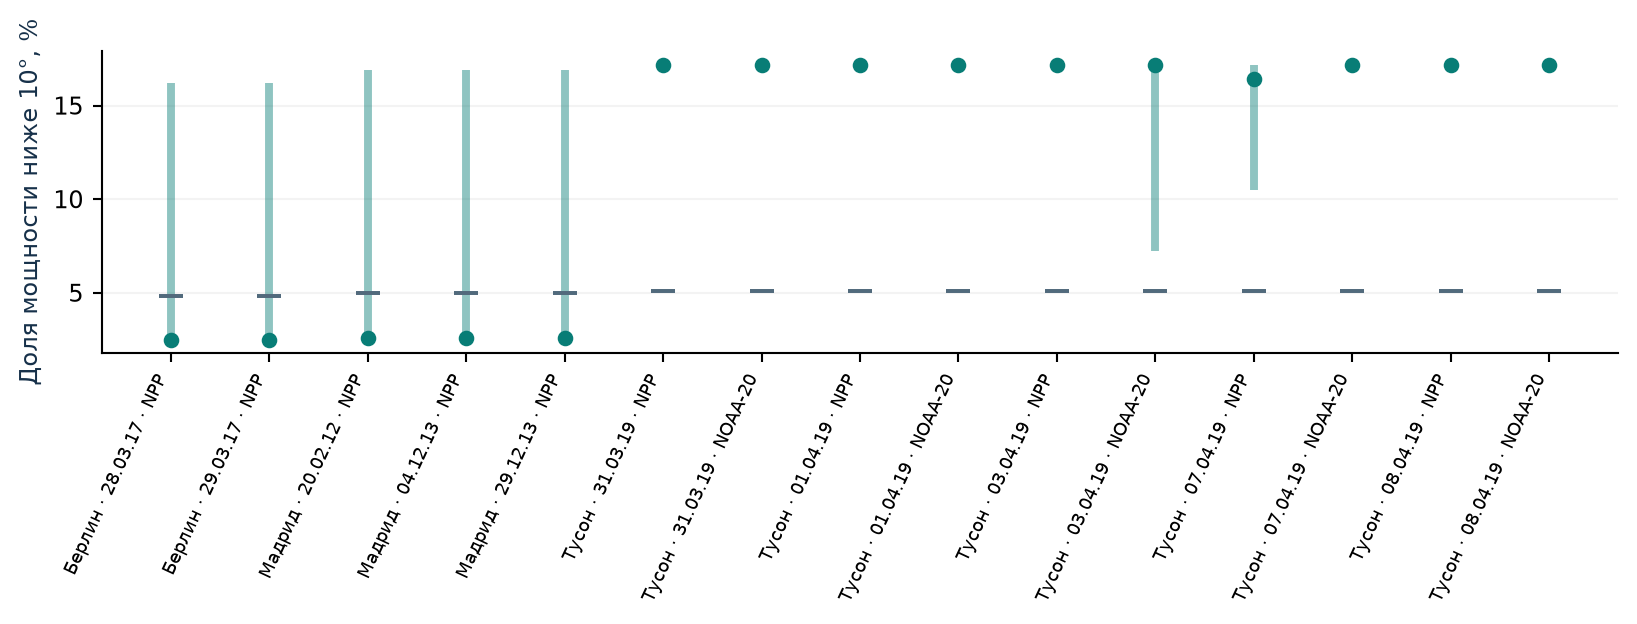 Доля мощности ниже 10°, %
15
10
5
Берлин · 28.03.17 · NPP
Берлин · 29.03.17 · NPP
Мадрид · 20.02.12 · NPP
Мадрид · 04.12.13 · NPP
Мадрид · 29.12.13 · NPP
Тусон · 31.03.19 · NPP
Тусон · 31.03.19 · NOAA-20
Тусон · 01.04.19 · NPP
Тусон · 01.04.19 · NOAA-20
Тусон · 03.04.19 · NPP
Тусон · 03.04.19 · NOAA-20
Тусон · 07.04.19 · NPP
Тусон · 07.04.19 · NOAA-20
Тусон · 08.04.19 · NPP
Тусон · 08.04.19 · NOAA-20